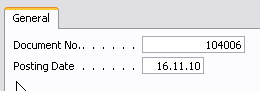 General
Document No.. . . . . . 104006
Posting Date . . . . . . 16.11.10